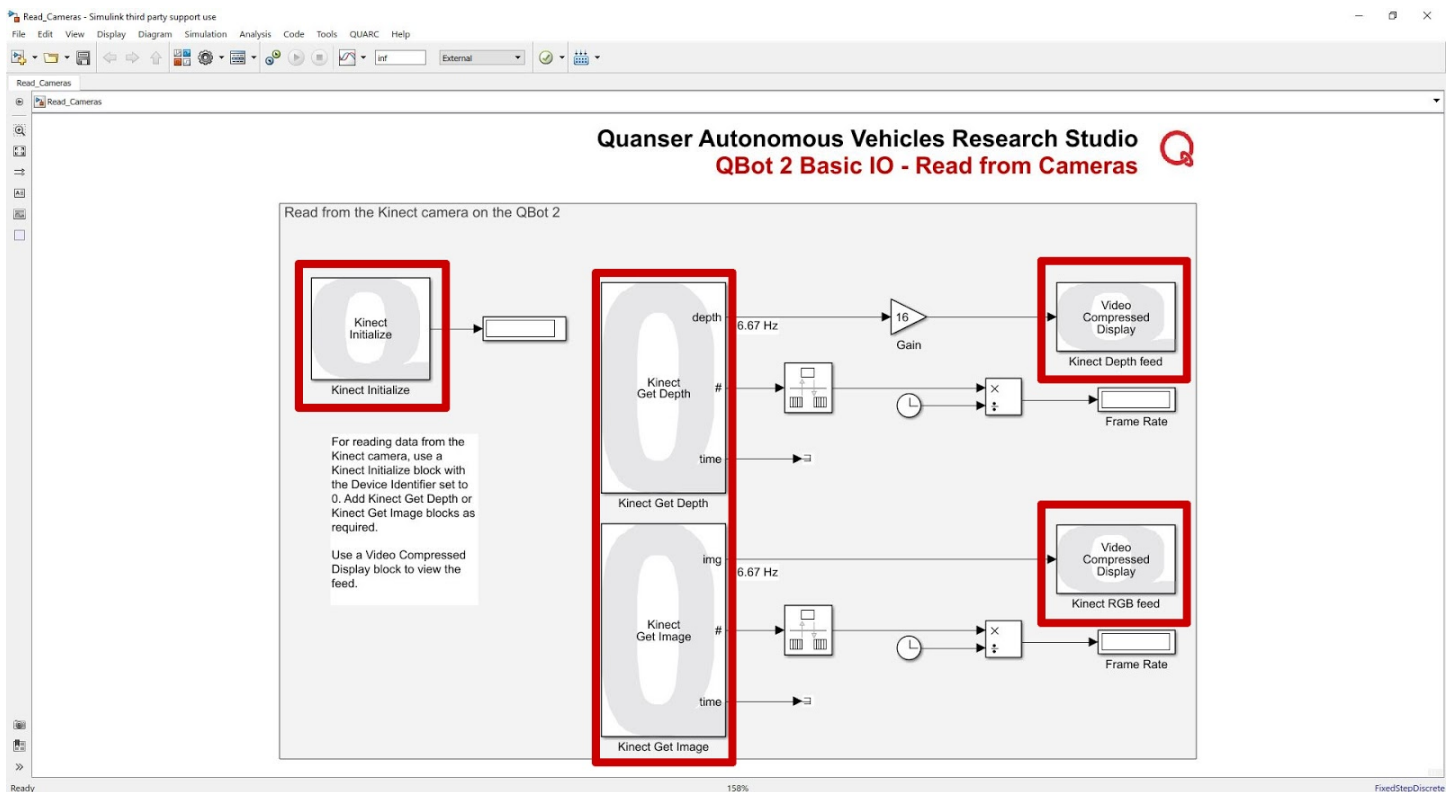 Read_Cameras - Simulink third party support use
File Edit View Display Diagram Simulation Analysis Code Tools QUARC Help
inf External
Read_Cameras
Read_Cameras
Quanser Autonomous Vehicles Research Studio
QBot 2 Basic IO - Read from Cameras
Read from the Kinect camera on the QBot 2
Kinect
Initialize
Kinect Initialize
For reading data from the
Kinect camera, use a
Kinect Initialize block with
the Device Identifier set to
0. Add Kinect Get Depth or
Kinect Get Image blocks as
required.
Use a Video Compressed
Display block to view the
feed.
Kinect
Get Depth
depth
#
time
Kinect Get Depth
6.67 Hz
16
Gain
Video
Compressed
Display
Kinect Depth feed
×
÷
Frame Rate
Kinect
Get Image
img
#
time
Kinect Get Image
6.67 Hz
Video
Compressed
Display
Kinect RGB feed
×
÷
Frame Rate
Ready 158% FixedStepDiscrete